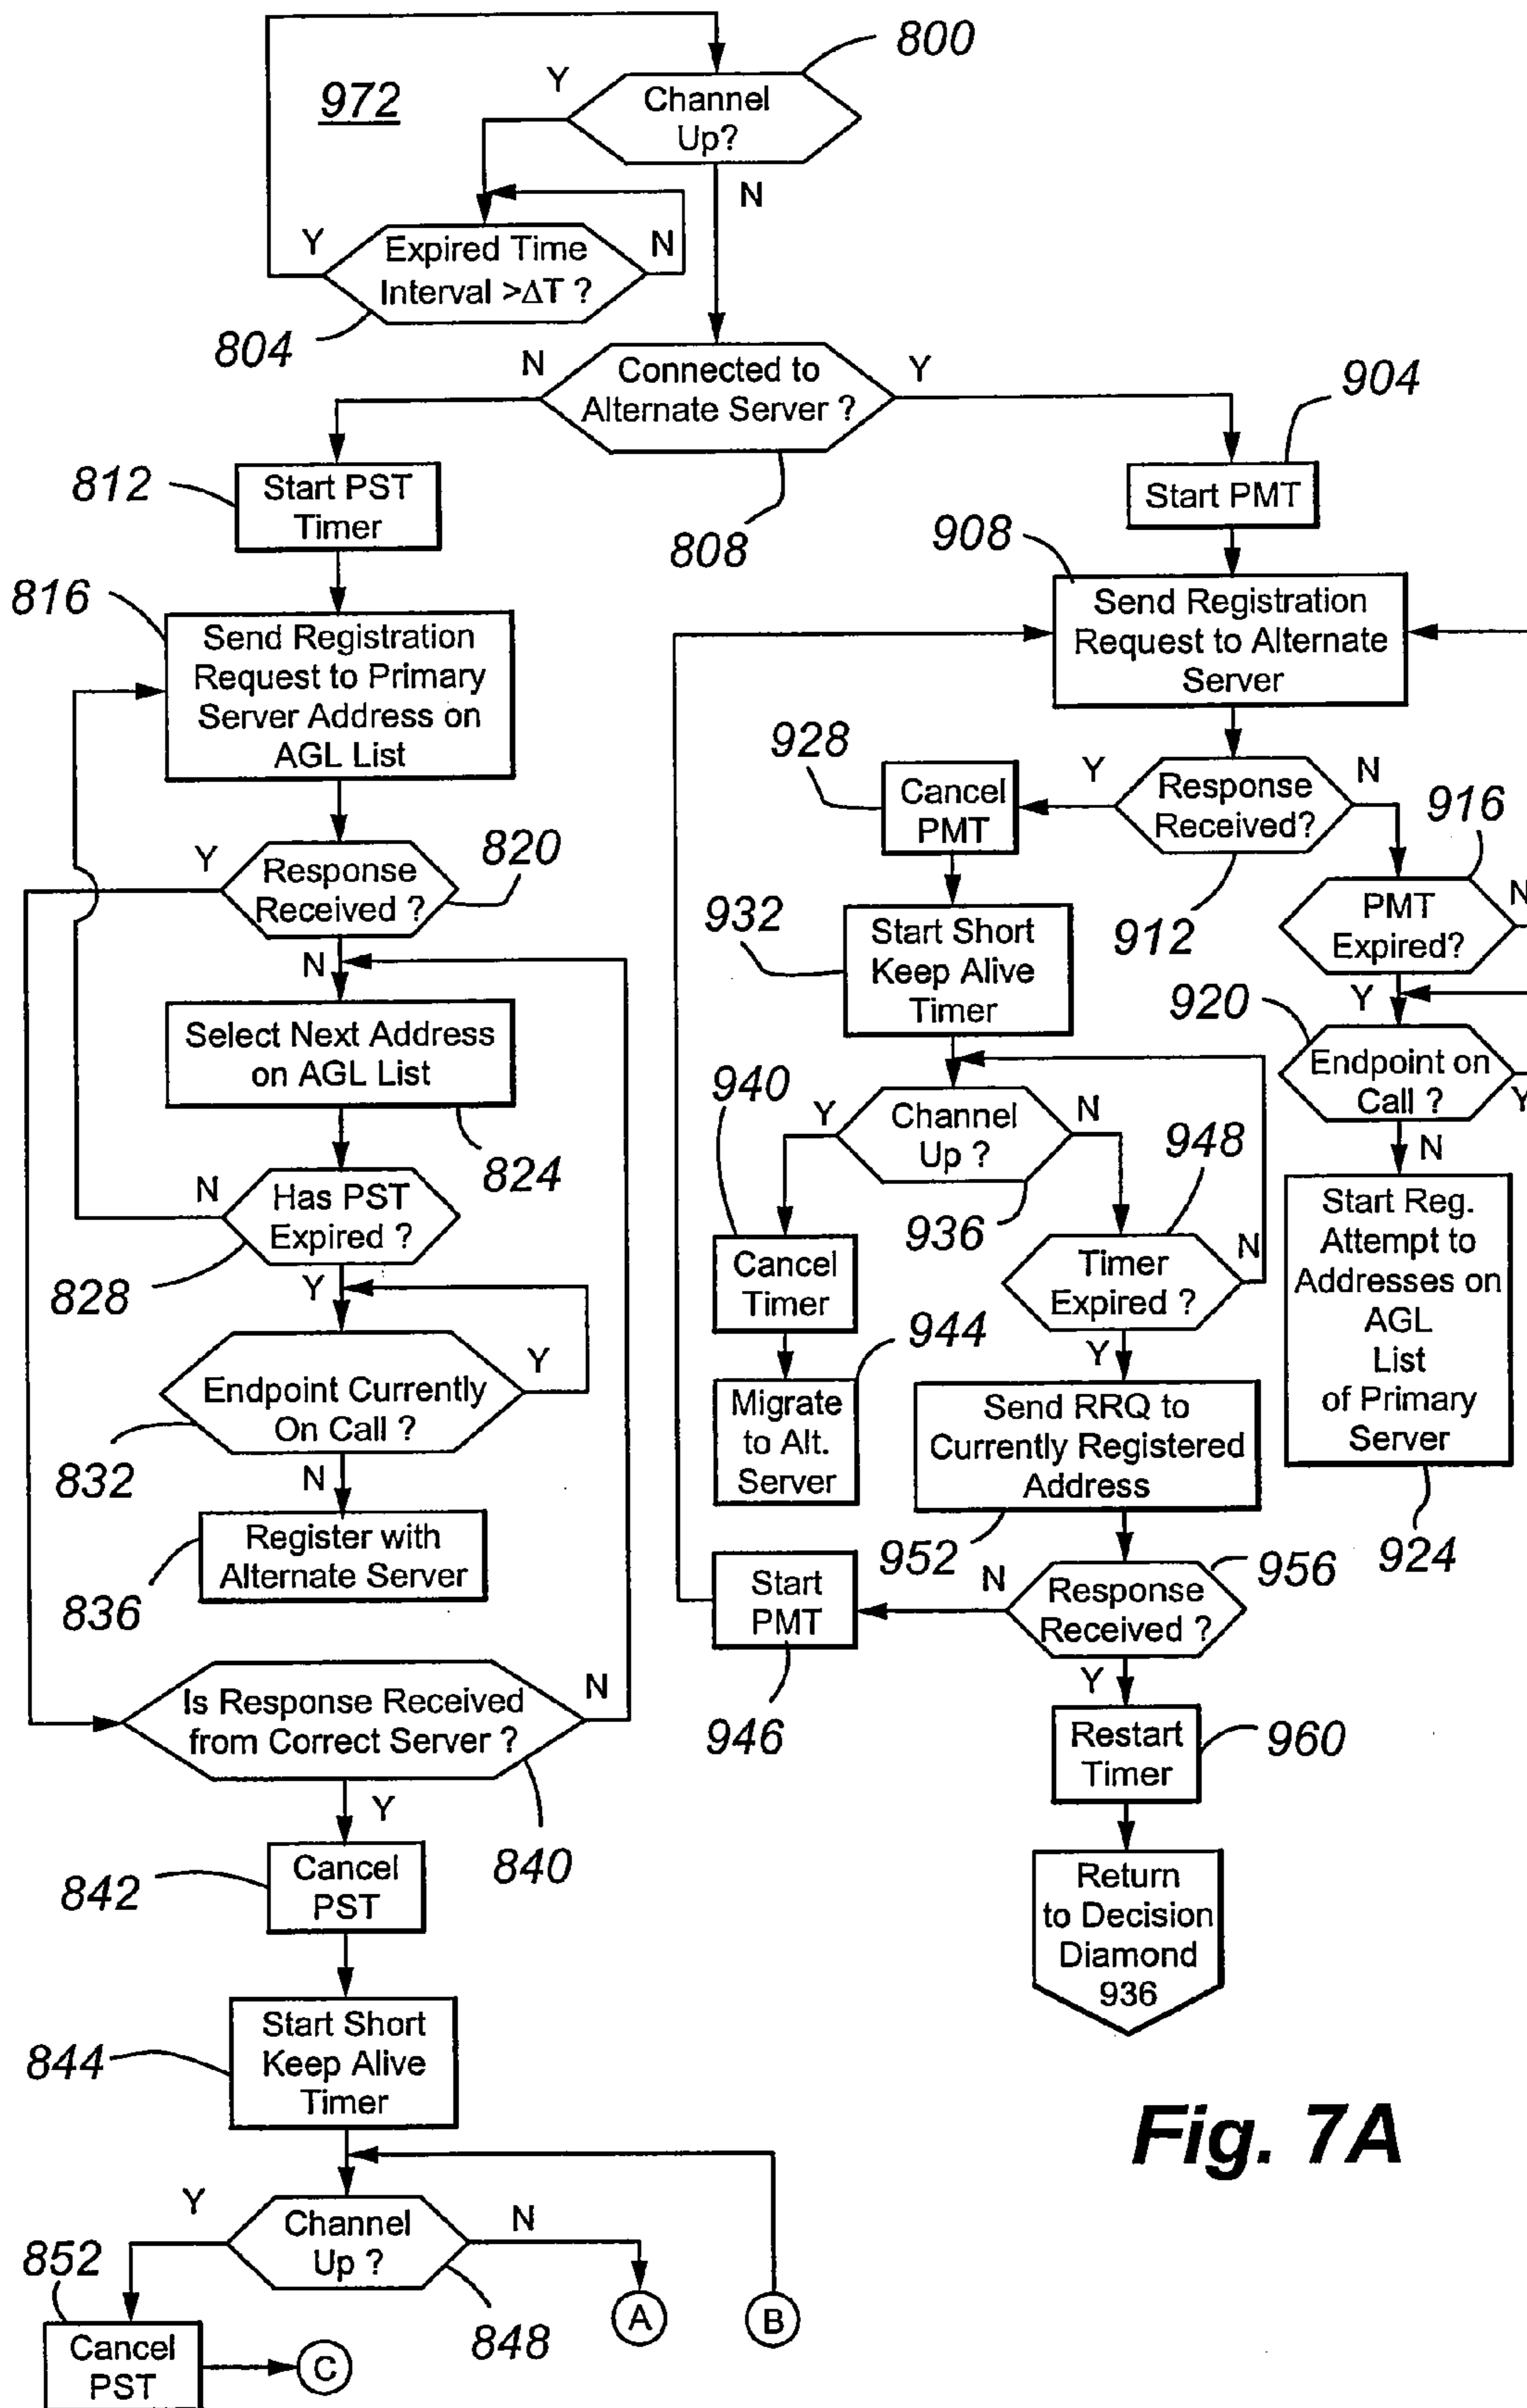 800
972
Y
Channel
Up?
N
Y
Expired Time
Interval >ΔT ?
N
804
N
Connected to
Alternate Server ?
Y
808
904
812
Start PST
Timer
Start PMT
908
816
Send Registration
Request to Primary
Server Address on
AGL List
Send Registration
Request to Alternate
Server
928
Cancel
PMT
Y
Response
Received?
N
916
912
Y
Response
Received ?
820
N
932
Start Short
Keep Alive
Timer
PMT
Expired?
N
Y
920
Select Next Address
on AGL List
824
940
Endpoint on
Call ?
Y
N
Y
Channel
Up ?
N
936
948
N
Has PST
Expired ?
828
Y
Cancel
Timer
944
Timer
Expired ?
N
Y
Start Reg.
Attempt to
Addresses on
AGL
List
of Primary
Server
924
Endpoint Currently
On Call ?
Y
832
N
Migrate
to Alt.
Server
Send RRQ to
Currently Registered
Address
952
Register with
Alternate Server
836
Start
PMT
946
N
Response
Received ?
956
Y
Is Response Received
from Correct Server ?
N
840
Y
Restart
Timer
960
Cancel
PST
842
Return
to Decision
Diamond
936
Start Short
Keep Alive
Timer
844
Fig. 7A
Y
Channel
Up ?
N
848
852
Cancel
PST
C
A
B